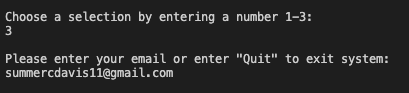 Choose a selection by entering a number 1-3:
3
Please enter your email or enter "Quit" to exit system:
summercdavis11@gmail.com